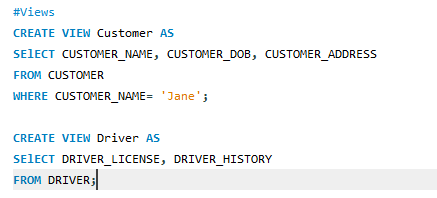 #Views
CREATE VIEW Customer AS
SElECT CUSTOMER_NAME, CUSTOMER_DOB, CUSTOMER_ADDRESS
FROM CUSTOMER
WHERE CUSTOMER_NAME= 'Jane';
CREATE VIEW Driver AS
SElECT DRIVER_LICENSE, DRIVER_HISTORY
FROM DRIVER;